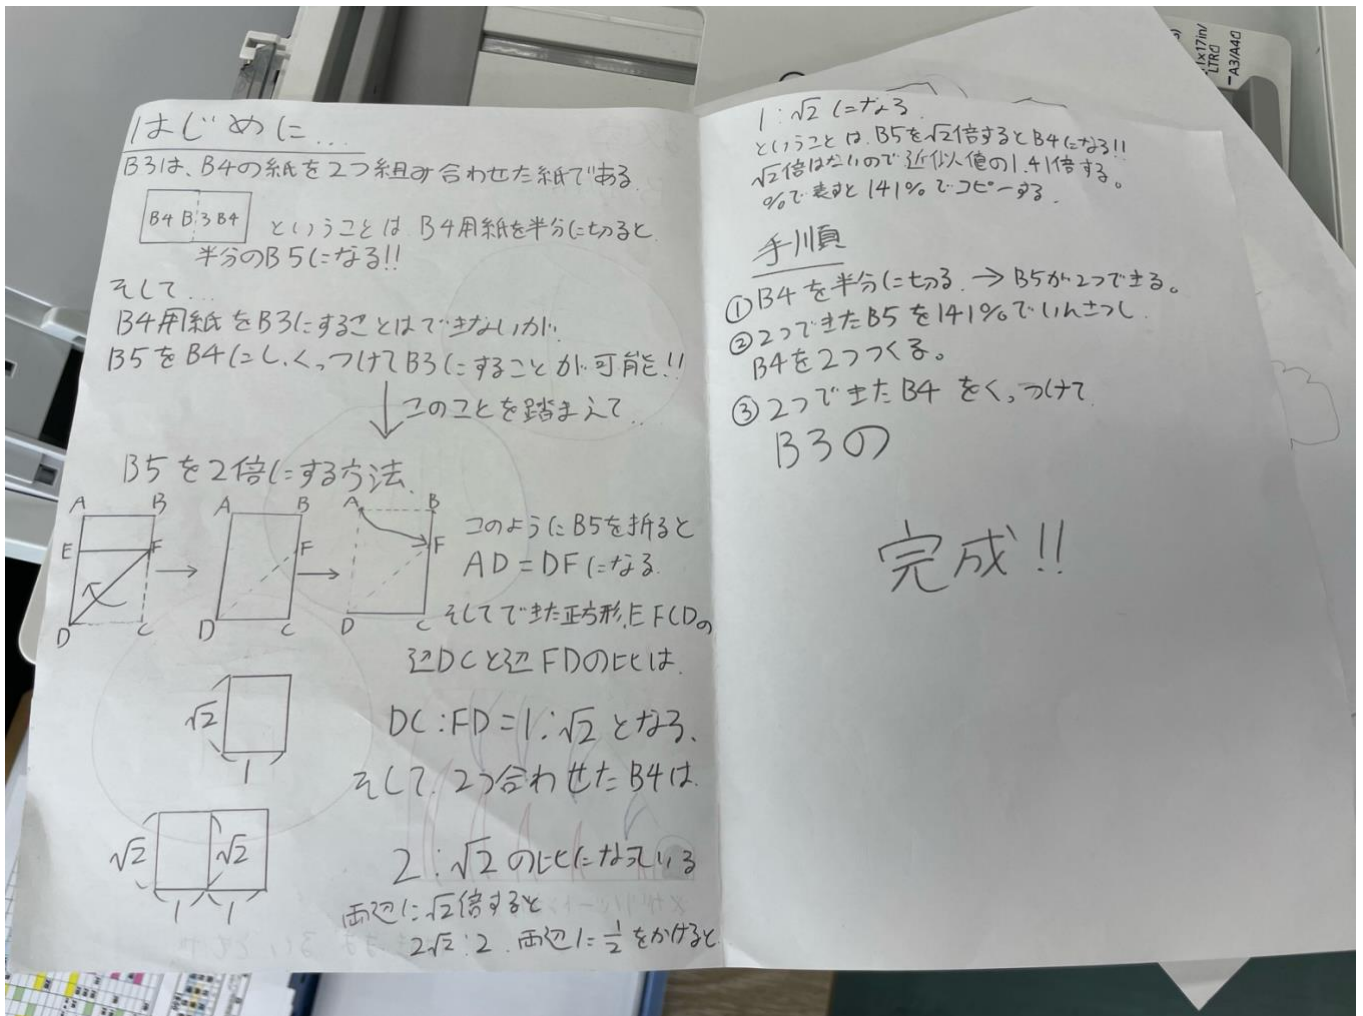 はじめに...
B3は、B4の紙を2つ組み合わせた紙である
B4 B3 B4
ということは B4用紙を半分に切ると
半分のB5になる!!
そして...
B4用紙をB3にすることはできないが、
B5をB4にし、くっつけてB3にすることが可能!!
このことを踏まえて...
B5を2倍にする方法
A B
E F
D C
A B
F
D C
A B
F
D C
このようにB5を折ると
AD=DFになる
そしてできた正方形、EFCDの
辺DCと辺FDの比は
√2
1
DC:FD=1:√2となる、
そして、2つ合わせたB4は
√2 √2
1 1
2:√2の比になっている
両辺に√2倍すると
2√2:2 両辺に1/2をかけると
1:√2になる
ということは、B5を√2倍するとB4になる!!
√2倍はないので近似値の1.41倍する。
%で表すと141%でコピーする.
手順
①B4を半分に切る → B5が2つできる。
②2つできたB5を141%でいんさつし
B4を2つつくる。
③2つできたB4をくっつけて
B3の
完成!!
1x17in/
LTR
A3/A4